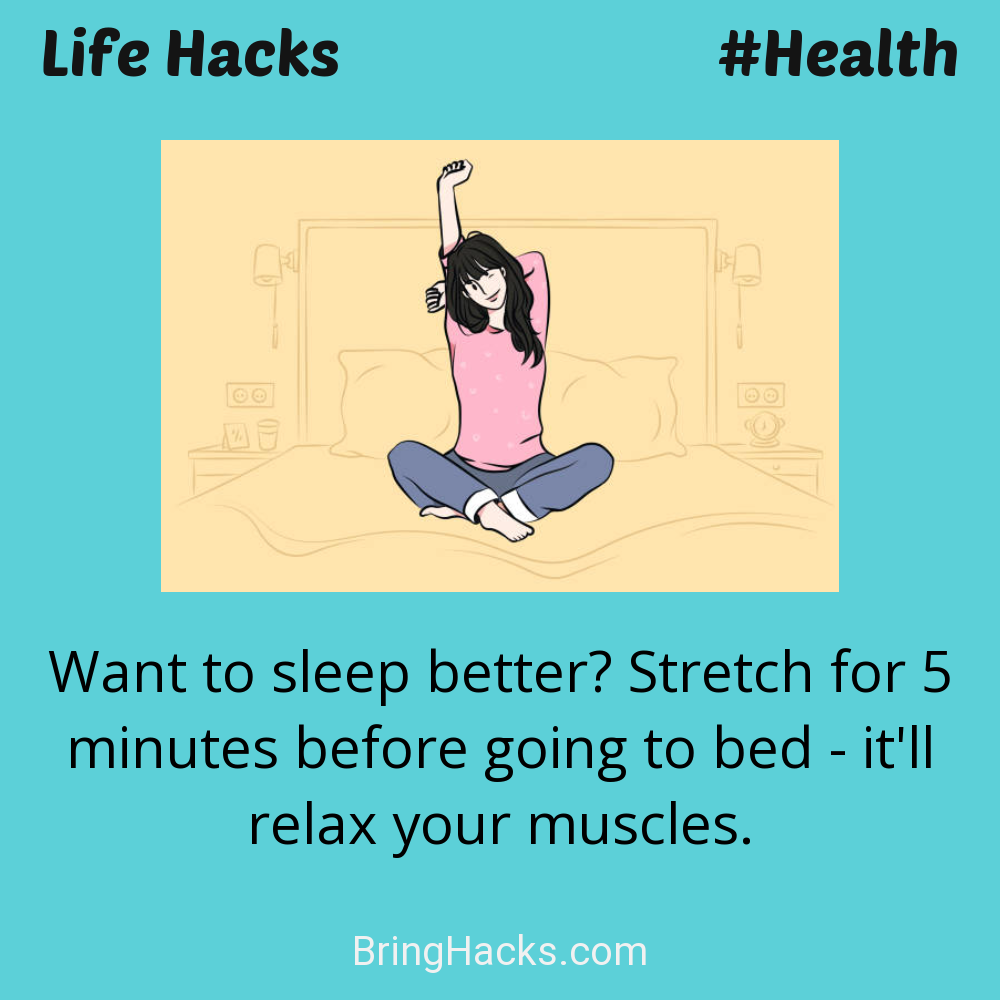 Life Hacks
#Health
Want to sleep better? Stretch for 5
minutes before going to bed - it'll
relax your muscles.
BringHacks.com